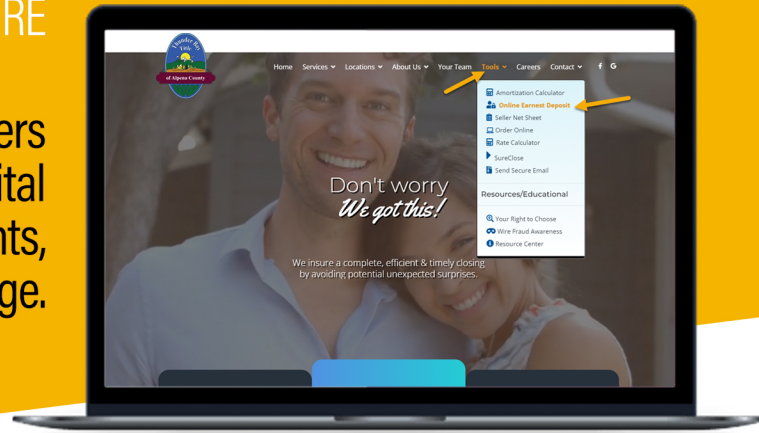 RE
ers
ital
nts,
ge.
Thunder Bay
Title
of Alpena County
Home Services Locations About Us Your Team Tools Careers Contact f G
Amortization Calculator
Online Earnest Deposit
Seller Net Sheet
Order Online
Rate Calculator
SureClose
Send Secure Email
Resources/Educational
Your Right to Choose
Wire Fraud Awareness
Resource Center
Don't worry
We got this!
We insure a complete, efficient & timely closing
by avoiding potential unexpected surprises.